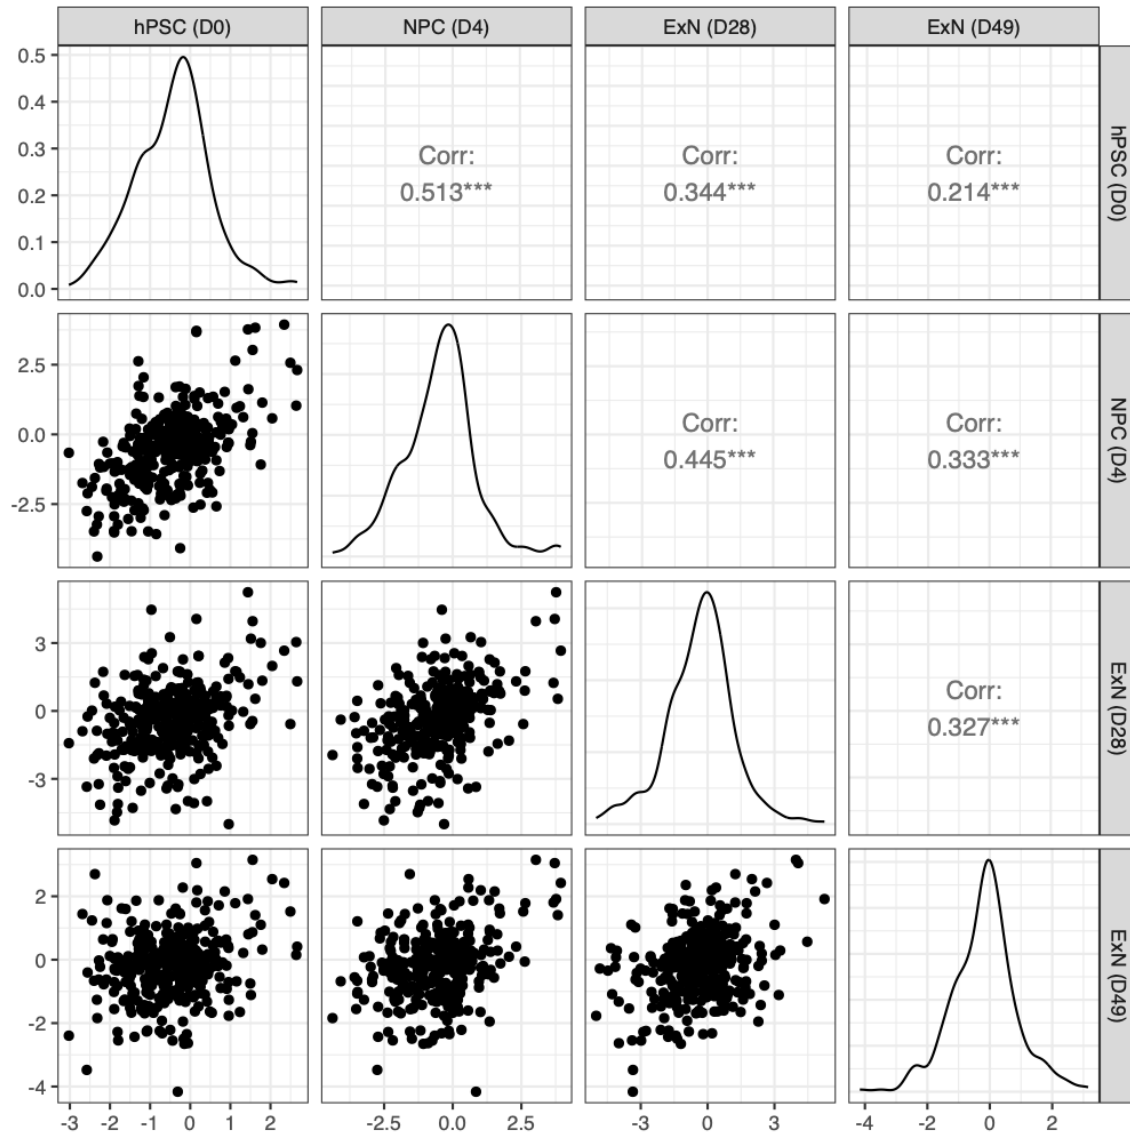 hPSC (D0) NPC (D4) ExN (D28) ExN (D49)
0.5
0.4
0.3
0.2
0.1
0.0
Corr:
0.513***
Corr:
0.344***
Corr:
0.214***
hPSC (D0)
2.5
0.0
-2.5
Corr:
0.445***
Corr:
0.333***
NPC (D4)
3
0
-3
Corr:
0.327***
ExN (D28)
2
0
-2
-4
ExN (D49)
-3 -2 -1 0 1 2 -2.5 0.0 2.5 -3 0 3 -4 -2 0 2